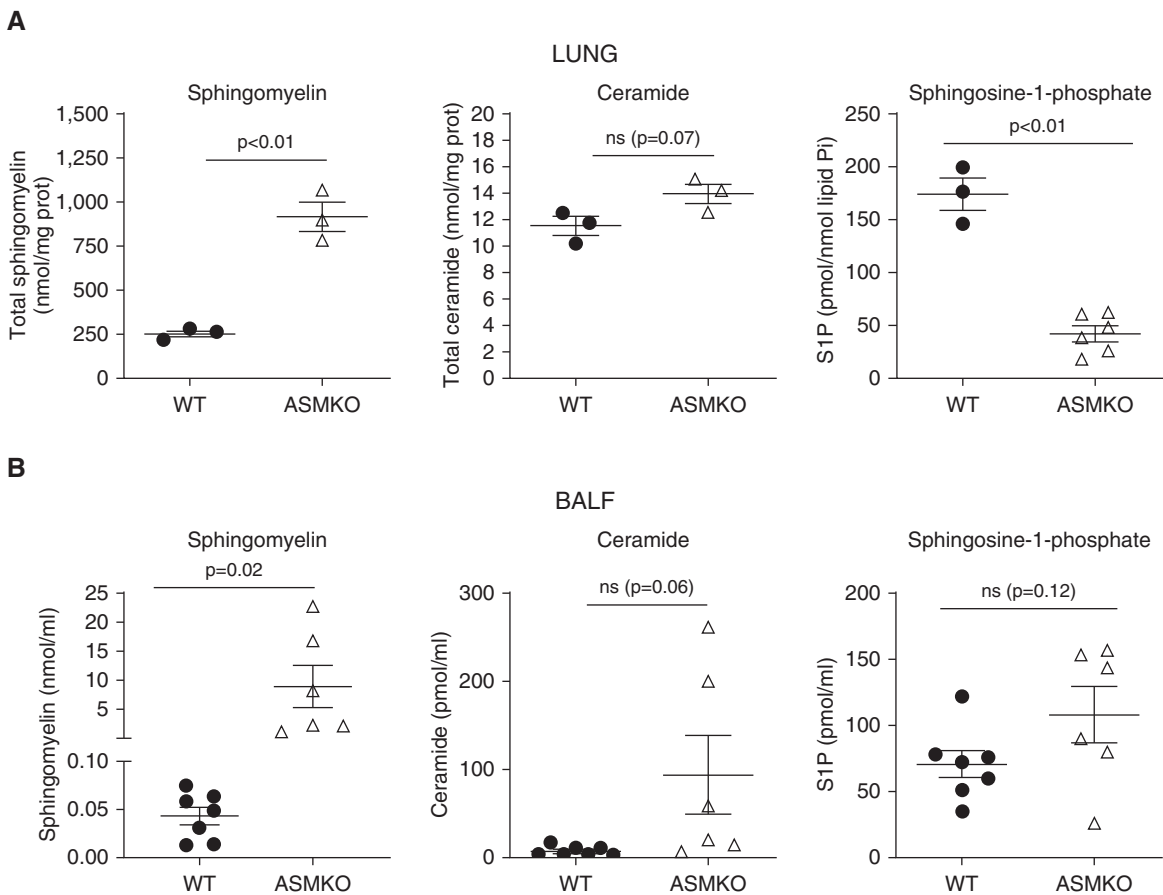 A
LUNG
Sphingomyelin
Total sphingomyelin
(nmol/mg prot)
1,500
1,250
1,000
750
500
250
0
p<0.01
WT
ASMKO
Ceramide
Total ceramide (nmol/mg prot)
20
18
16
14
12
10
8
6
4
2
0
ns (p=0.07)
WT
ASMKO
Sphingosine-1-phosphate
S1P (pmol/nmol lipid Pi)
250
200
150
100
50
0
p<0.01
WT
ASMKO
B
BALF
Sphingomyelin
p=0.02
Sphingomyelin (nmol/ml)
25
20
15
10
5
0.10
0.05
0.00
WT
ASMKO
Ceramide
Ceramide (pmol/ml)
300
200
100
0
ns (p=0.06)
WT
ASMKO
Sphingosine-1-phosphate
S1P (pmol/ml)
200
150
100
50
0
ns (p=0.12)
WT
ASMKO